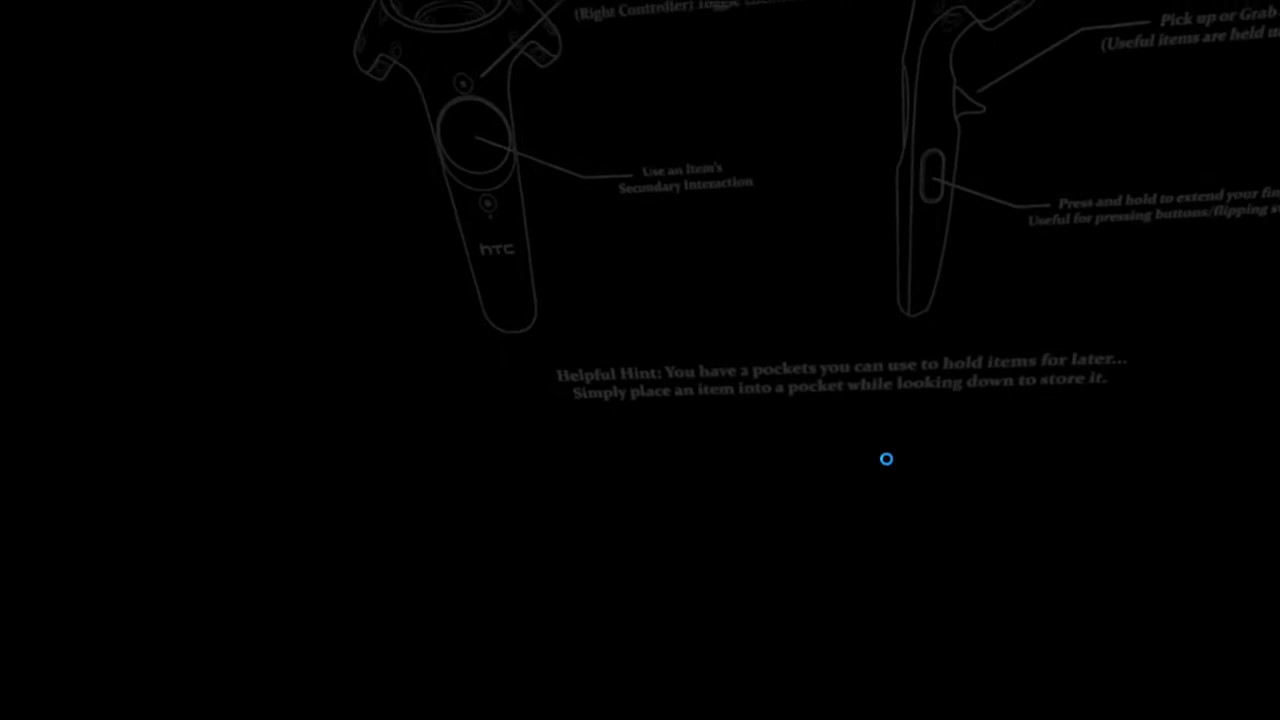 (Right Controller) Toggle
Pick up or Grab
(Useful items are held
Use an Item's
Secondary Interaction
Press and hold to extend your
Useful for pressing buttons/flipping
hTC
Helpful Hint: You have 2 pockets you can use to hold items for later...
Simply place an item into a pocket while looking down to store it.